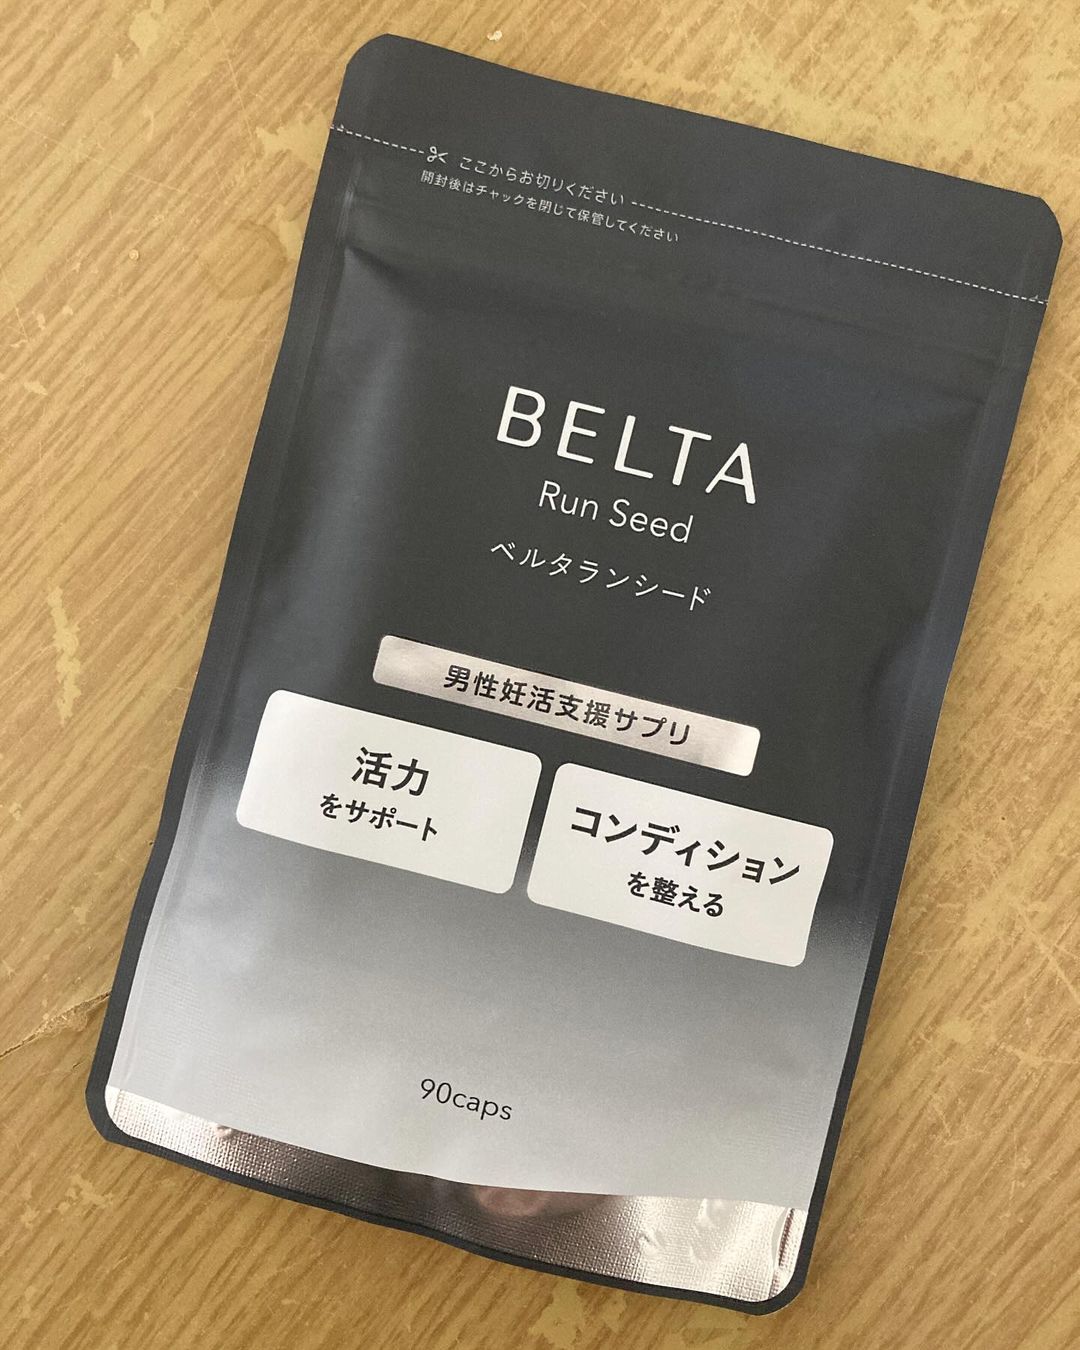 ここからお切りください
開封後はチャックを閉じて保管してください
BELTA
Run Seed
ベルタランシード
男性妊活支援サプリ
活力
をサポート
コンディション
を整える
90caps